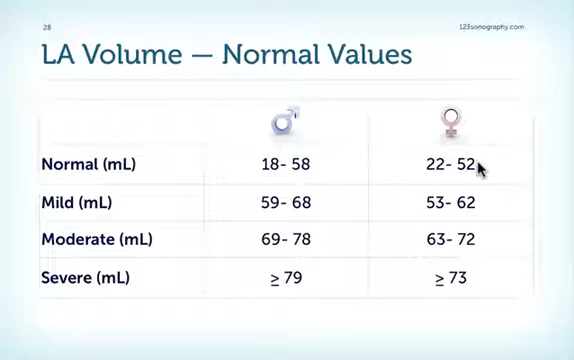 28
123sonography.com
LA Volume — Normal Values
Normal (mL) 18- 58 22- 52
Mild (mL) 59- 68 53- 62
Moderate (mL) 69- 78 63- 72
Severe (mL) ≥ 79 ≥ 73